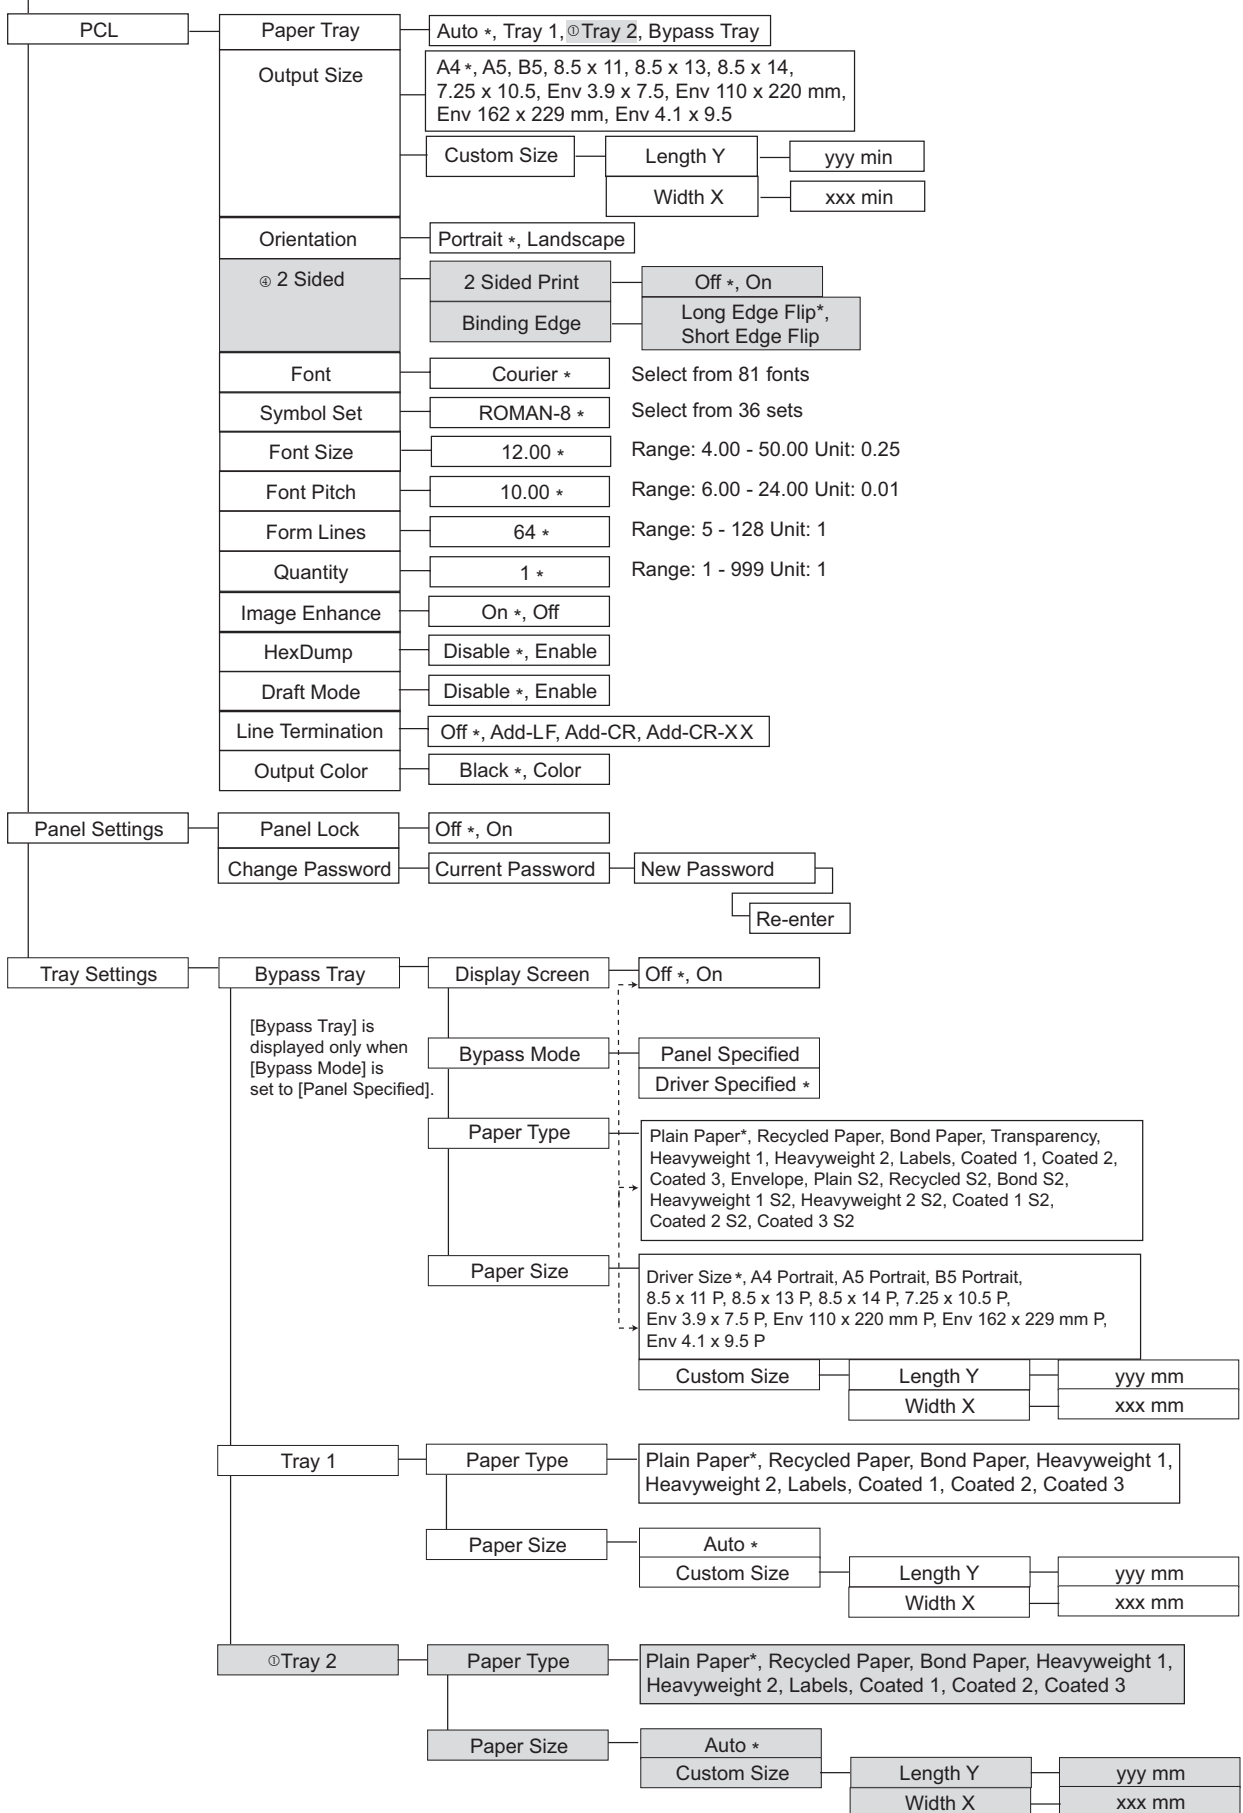 PCL
Paper Tray
Auto *, Tray 1, ①Tray 2, Bypass Tray
Output Size
A4 *, A5, B5, 8.5 x 11, 8.5 x 13, 8.5 x 14,
7.25 x 10.5, Env 3.9 x 7.5, Env 110 x 220 mm,
Env 162 x 229 mm, Env 4.1 x 9.5
Custom Size
Length Y
yyy min
Width X
xxx min
Orientation
Portrait *, Landscape
④ 2 Sided
2 Sided Print
Off *, On
Binding Edge
Long Edge Flip*,
Short Edge Flip
Font
Courier *
Select from 81 fonts
Symbol Set
ROMAN-8 *
Select from 36 sets
Font Size
12.00 *
Range: 4.00 - 50.00 Unit: 0.25
Font Pitch
10.00 *
Range: 6.00 - 24.00 Unit: 0.01
Form Lines
64 *
Range: 5 - 128 Unit: 1
Quantity
1 *
Range: 1 - 999 Unit: 1
Image Enhance
On *, Off
HexDump
Disable *, Enable
Draft Mode
Disable *, Enable
Line Termination
Off *, Add-LF, Add-CR, Add-CR-XX
Output Color
Black *, Color
Panel Settings
Panel Lock
Off *, On
Change Password
Current Password
New Password
Re-enter
Tray Settings
Bypass Tray
Display Screen
Off *, On
[Bypass Tray] is
displayed only when
[Bypass Mode] is
set to [Panel Specified].
Bypass Mode
Panel Specified
Driver Specified *
Paper Type
Plain Paper*, Recycled Paper, Bond Paper, Transparency,
Heavyweight 1, Heavyweight 2, Labels, Coated 1, Coated 2,
Coated 3, Envelope, Plain S2, Recycled S2, Bond S2,
Heavyweight 1 S2, Heavyweight 2 S2, Coated 1 S2,
Coated 2 S2, Coated 3 S2
Paper Size
Driver Size *, A4 Portrait, A5 Portrait, B5 Portrait,
8.5 x 11 P, 8.5 x 13 P, 8.5 x 14 P, 7.25 x 10.5 P,
Env 3.9 x 7.5 P, Env 110 x 220 mm P, Env 162 x 229 mm P,
Env 4.1 x 9.5 P
Custom Size
Length Y
yyy mm
Width X
xxx mm
Tray 1
Paper Type
Plain Paper*, Recycled Paper, Bond Paper, Heavyweight 1,
Heavyweight 2, Labels, Coated 1, Coated 2, Coated 3
Paper Size
Auto *
Custom Size
Length Y
yyy mm
Width X
xxx mm
①Tray 2
Paper Type
Plain Paper*, Recycled Paper, Bond Paper, Heavyweight 1,
Heavyweight 2, Labels, Coated 1, Coated 2, Coated 3
Paper Size
Auto *
Custom Size
Length Y
yyy mm
Width X
xxx mm